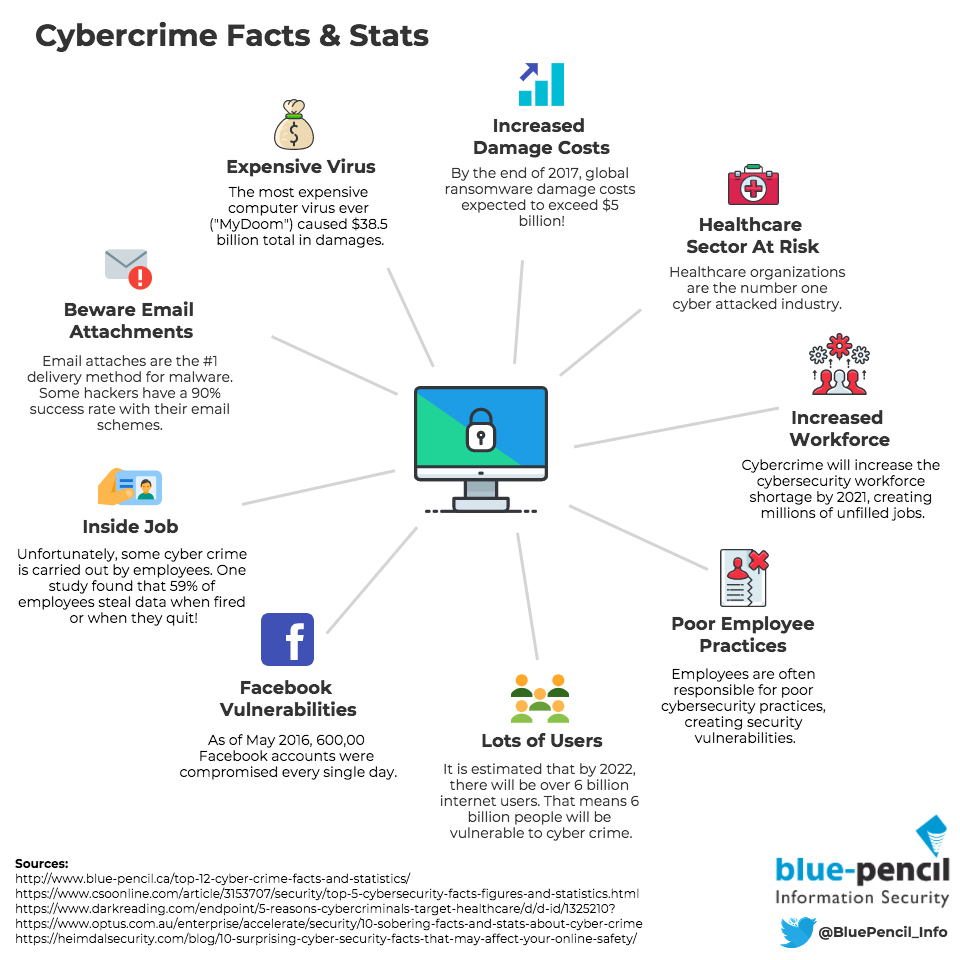 Cybercrime Facts & Stats
Increased
Damage Costs
By the end of 2017, global
ransomware damage costs
expected to exceed $5
billion!
Expensive Virus
The most expensive
computer virus ever
("MyDoom") caused $38.5
billion total in damages.
Healthcare
Sector At Risk
Healthcare organizations
are the number one
cyber attacked industry.
Beware Email
Attachments
Email attaches are the #1
delivery method for malware.
Some hackers have a 90%
success rate with their email
schemes.
Increased
Workforce
Cybercrime will increase the
cybersecurity workforce
shortage by 2021, creating
millions of unfilled jobs.
Inside Job
Unfortunately, some cyber crime
is carried out by employees. One
study found that 59% of
employees steal data when fired
or when they quit!
Poor Employee
Practices
Employees are often
responsible for poor
cybersecurity practices,
creating security
vulnerabilities.
f
Facebook
Vulnerabilities
As of May 2016, 600,00
Facebook accounts were
compromised every single day.
Lots of Users
It is estimated that by 2022,
there will be over 6 billion
internet users. That means 6
billion people will be
vulnerable to cyber crime.
Sources:
http://www.blue-pencil.ca/top-12-cyber-crime-facts-and-statistics/
https://www.csoonline.com/article/3153707/security/top-5-cybersecurity-facts-figures-and-statistics.html
https://www.darkreading.com/endpoint/5-reasons-cybercriminals-target-healthcare/d/d-id/1325210?
https://www.optus.com.au/enterprise/accelerate/security/10-sobering-facts-and-stats-about-cyber-crime
https://heimdalsecurity.com/blog/10-surprising-cyber-security-facts-that-may-affect-your-online-safety/
blue-pencil
Information Security
@BluePencil_Info